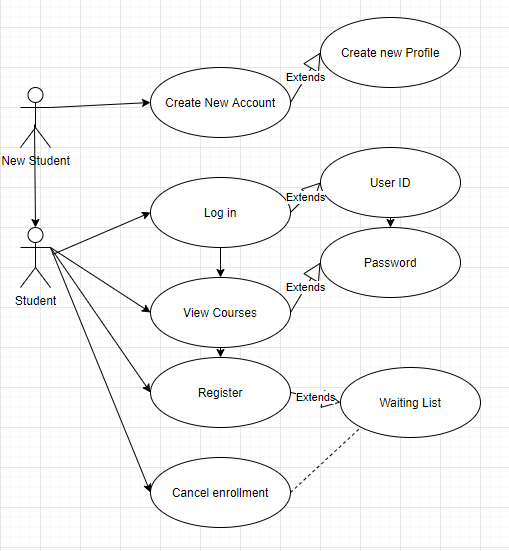 Create new Profile
Extends
Create New Account
New Student
User ID
Extends
Log in
Password
Extends
Student
View Courses
Register
Extends
Waiting List
Cancel enrollment